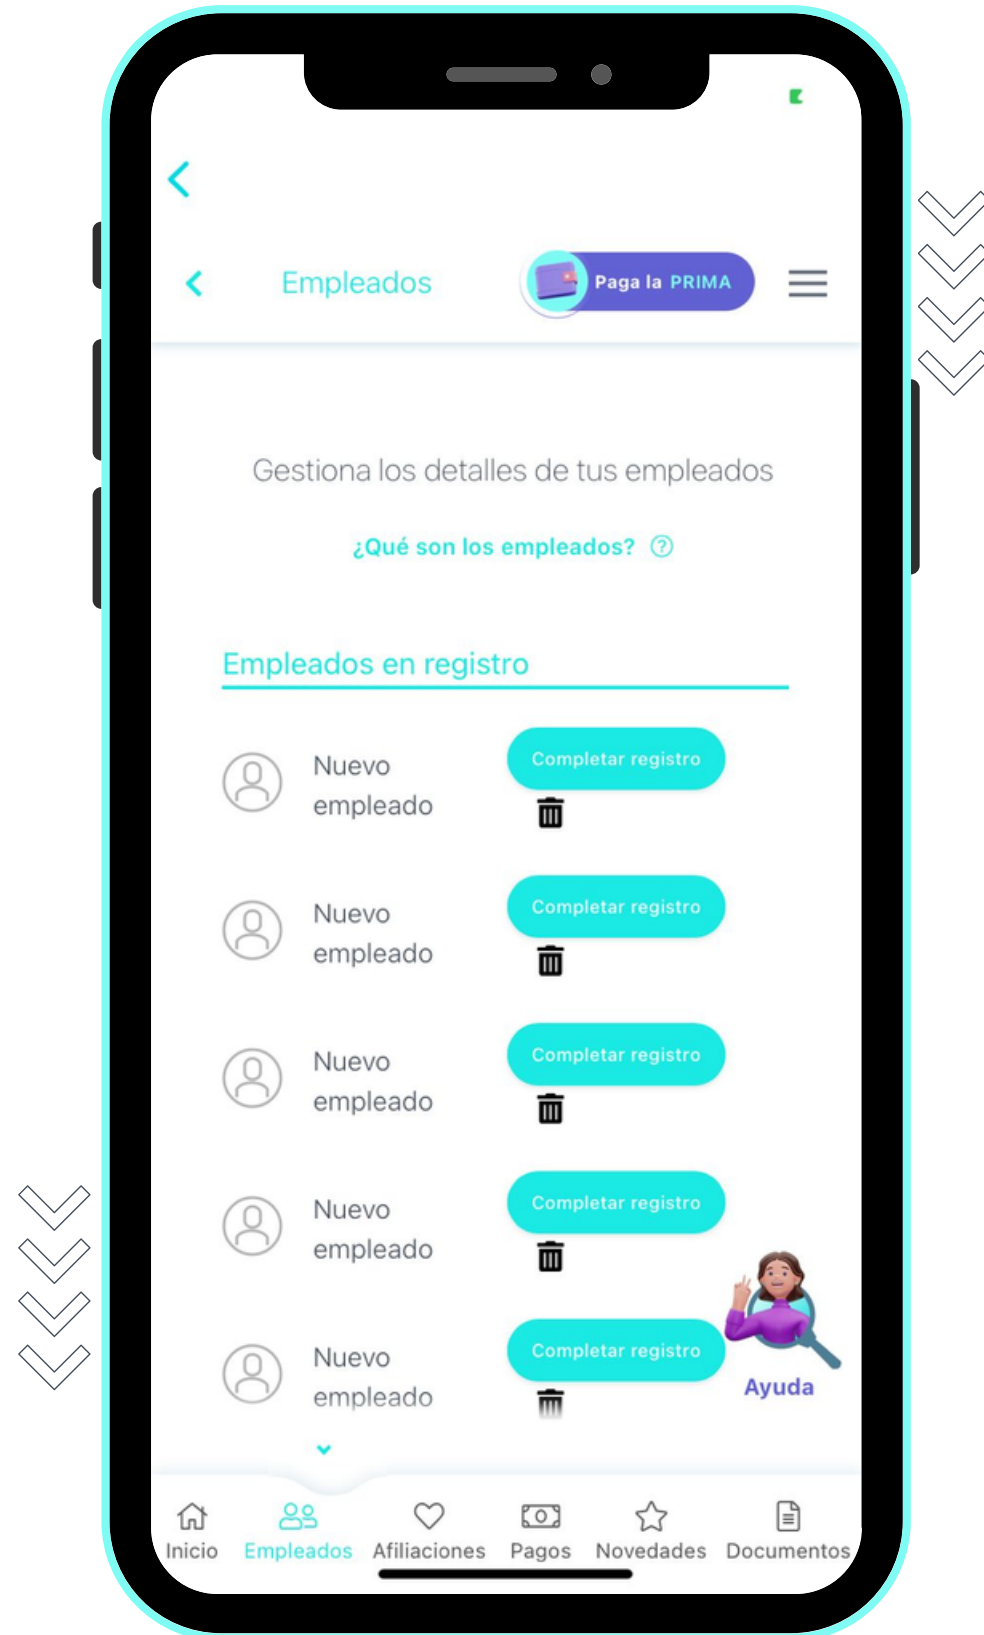 Empleados
Paga la PRIMA
Gestiona los detalles de tus empleados
¿Qué son los empleados? ?
Empleados en registro
Nuevo
empleado
Completar registro
Nuevo
empleado
Completar registro
Nuevo
empleado
Completar registro
Nuevo
empleado
Completar registro
Nuevo
empleado
Completar registro
Ayuda
Inicio
Empleados
Afiliaciones
Pagos
Novedades
Documentos